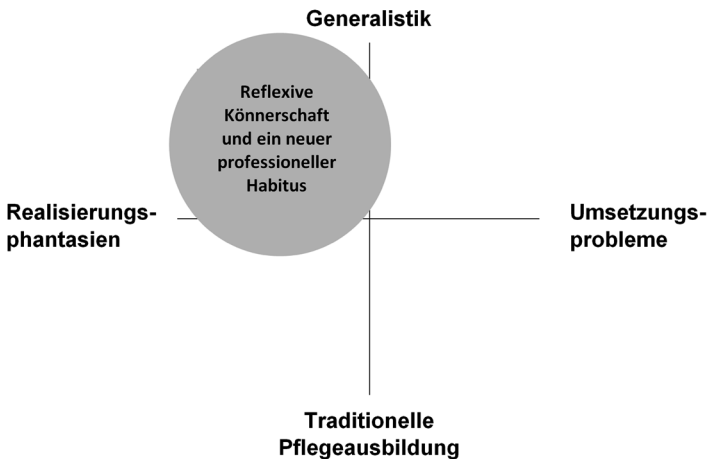 Generalistik
Reflexive
Könnerschaft
und ein neuer
professioneller
Habitus
Realisierungs-
phantasien
Umsetzungs-
probleme
Traditionelle
Pflegeausbildung